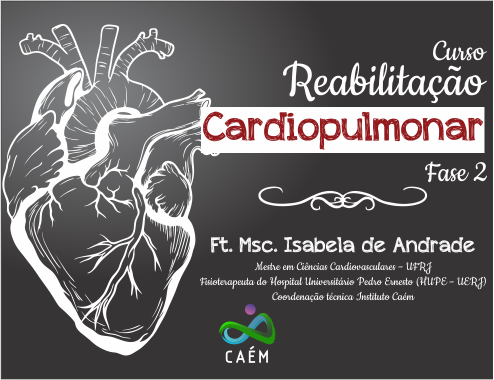 Curso
Reabilitação
Cardiopulmonar
Fase 2
Ft. Msc. Isabela de Andrade
Mestre em Ciências Cardiovasculares – UFRJ
Fisioterapeuta do Hospital Universitário Pedro Ernesto (HUPE – UERJ)
Coordenação técnica Instituto Caém
CAÉM